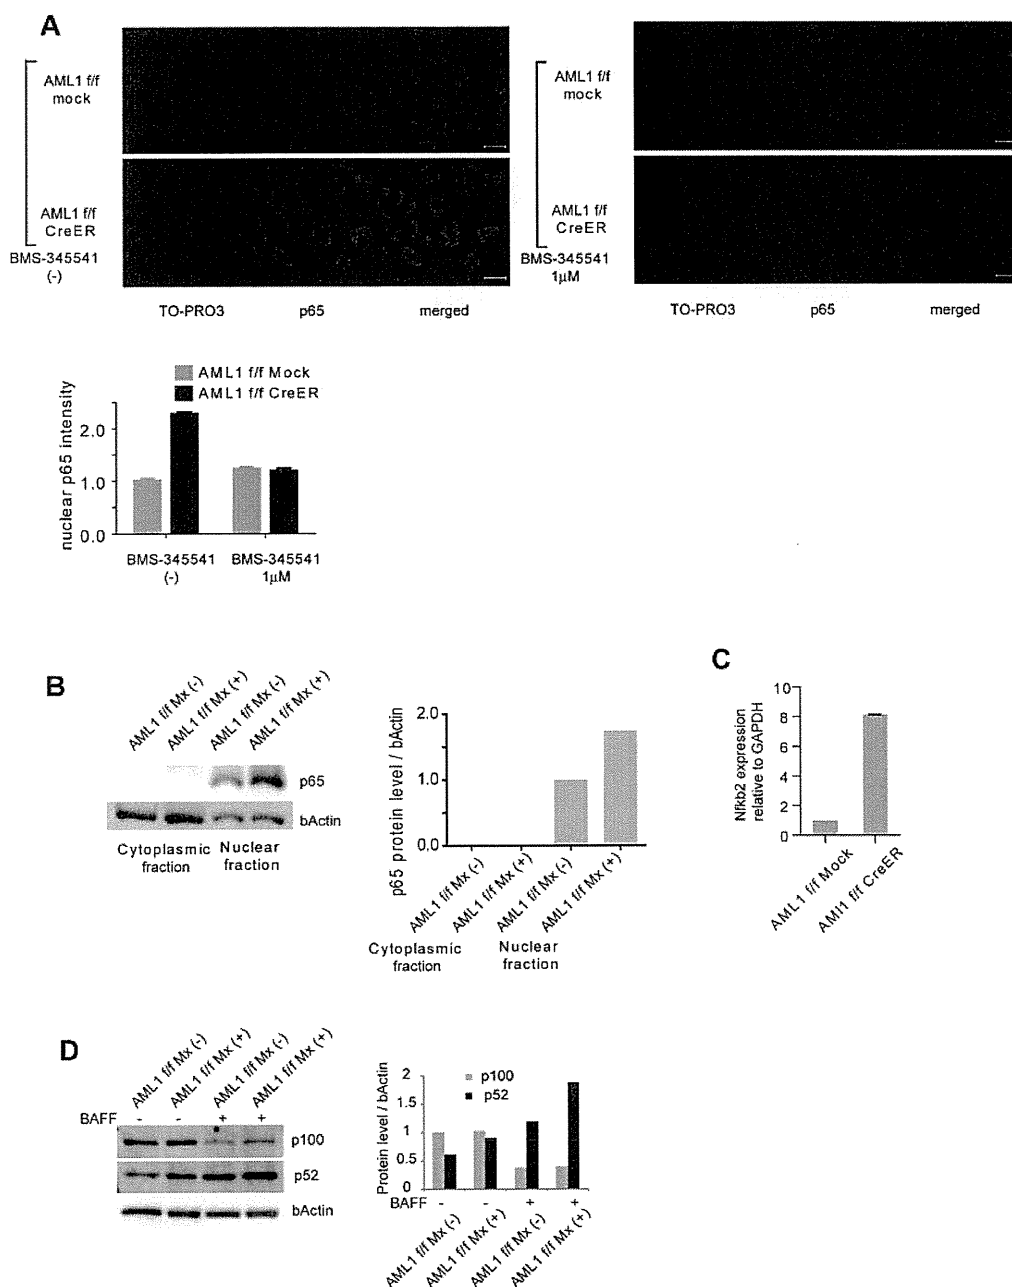 A
AML1 f/f
mock
AML1 f/f
CreER
BMS-345541
(-)
TO-PRO3 p65 merged
AML1 f/f
mock
AML1 f/f
CreER
BMS-345541
1μM
TO-PRO3 p65 merged
AML1 f/f Mock
AML1 f/f CreER
nuclear p65 intensity
2.0
1.0
0.0
BMS-345541
(-)
BMS-345541
1μM
B
AML1 f/f Mx (-)
AML1 f/f Mx (+)
AML1 f/f Mx (-)
AML1 f/f Mx (+)
p65
bActin
Cytoplasmic
fraction
Nuclear
fraction
p65 protein level / bActin
2.0
1.0
0.0
AML1 f/f Mx (-)
AML1 f/f Mx (+)
AML1 f/f Mx (-)
AML1 f/f Mx (+)
Cytoplasmic
fraction
Nuclear
fraction
C
Nfkb2 expression
relative to GAPDH
10
8
6
4
2
0
AML1 f/f Mock
AMl1 f/f CreER
D
AML1 f/f Mx (-)
AML1 f/f Mx (+)
AML1 f/f Mx (-)
AML1 f/f Mx (+)
BAFF - - + +
p100
p52
bActin
Protein level / bActin
2
1.5
1
0.5
0
p100
p52
BAFF - - + +
AML1 f/f Mx (-)
AML1 f/f Mx (+)
AML1 f/f Mx (-)
AML1 f/f Mx (+)